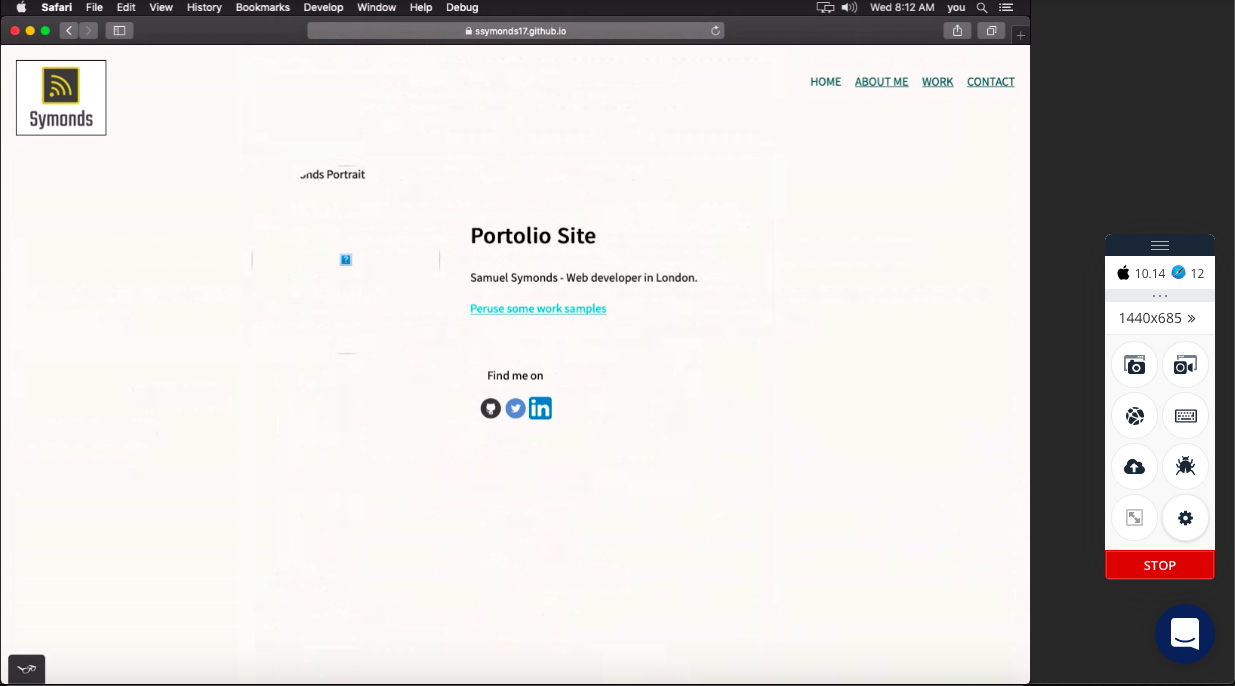 Safari File Edit View History Bookmarks Develop Window Help Debug Wed 8:12 AM you
ssymonds17.github.io
Symonds
HOME ABOUT ME WORK CONTACT
Portrait
Portolio Site
Samuel Symonds - Web developer in London.
Peruse some work samples
Find me on
in
10.14 12
1440x685 »
STOP